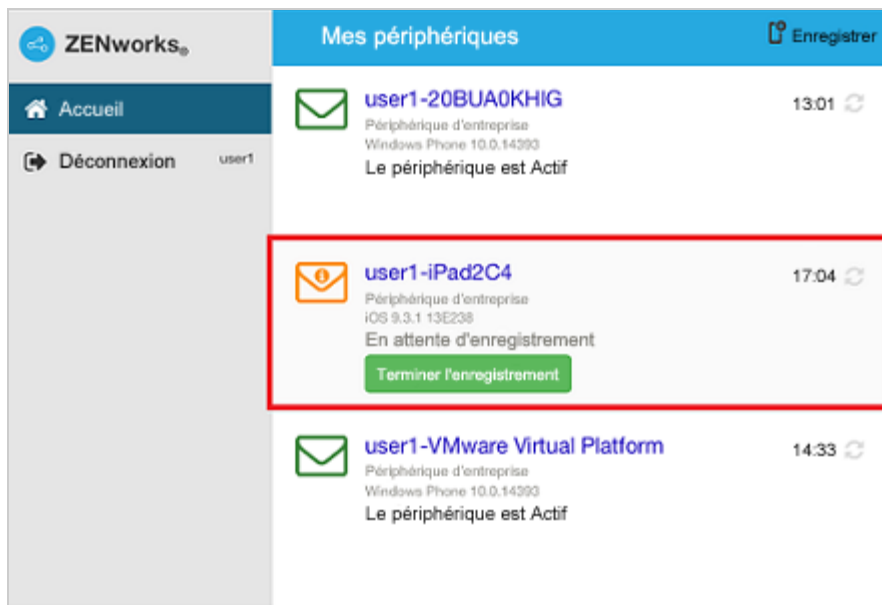 ZENworks®
Mes périphériques
Enregistrer
Accueil
Déconnexion user1
user1-20BUA0KHIG 13:01
Périphérique d'entreprise
Windows Phone 10.0.14393
Le périphérique est Actif
user1-iPad2C4 17:04
Périphérique d'entreprise
iOS 9.3.1 13E238
En attente d'enregistrement
Terminer l'enregistrement
user1-VMware Virtual Platform 14:33
Périphérique d'entreprise
Windows Phone 10.0.14393
Le périphérique est Actif